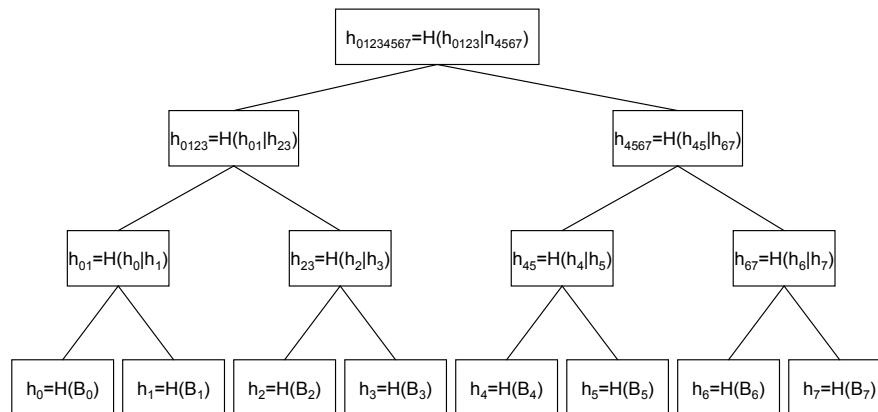 h₀₁₂₃₄₅₆₇=H(h₀₁₂₃|n₄₅₆₇)
h₀₁₂₃=H(h₀₁|h₂₃)
h₄₅₆₇=H(h₄₅|h₆₇)
h₀₁=H(h₀|h₁)
h₂₃=H(h₂|h₃)
h₄₅=H(h₄|h₅)
h₆₇=H(h₆|h₇)
h₀=H(B₀)
h₁=H(B₁)
h₂=H(B₂)
h₃=H(B₃)
h₄=H(B₄)
h₅=H(B₅)
h₆=H(B₆)
h₇=H(B₇)